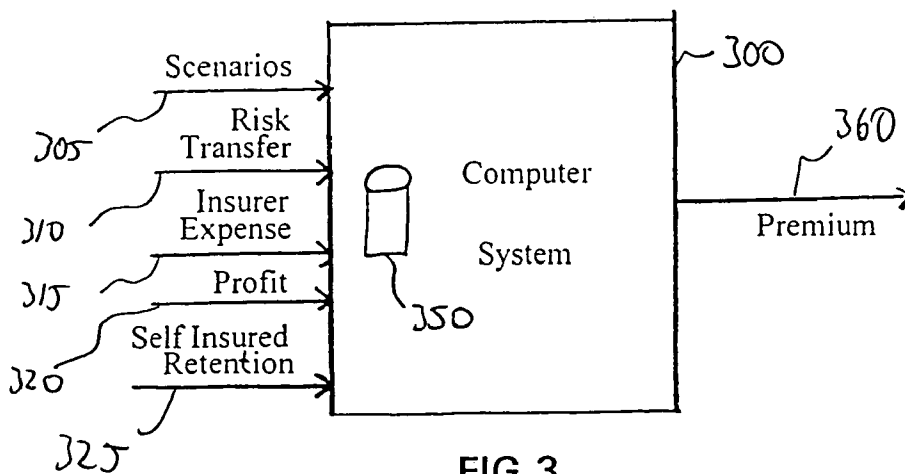 300
Scenarios
305
Risk
Transfer
310
Insurer
Expense
315
Profit
320
Self Insured
Retention
325
Computer
System
350
360
Premium
FIG. 3